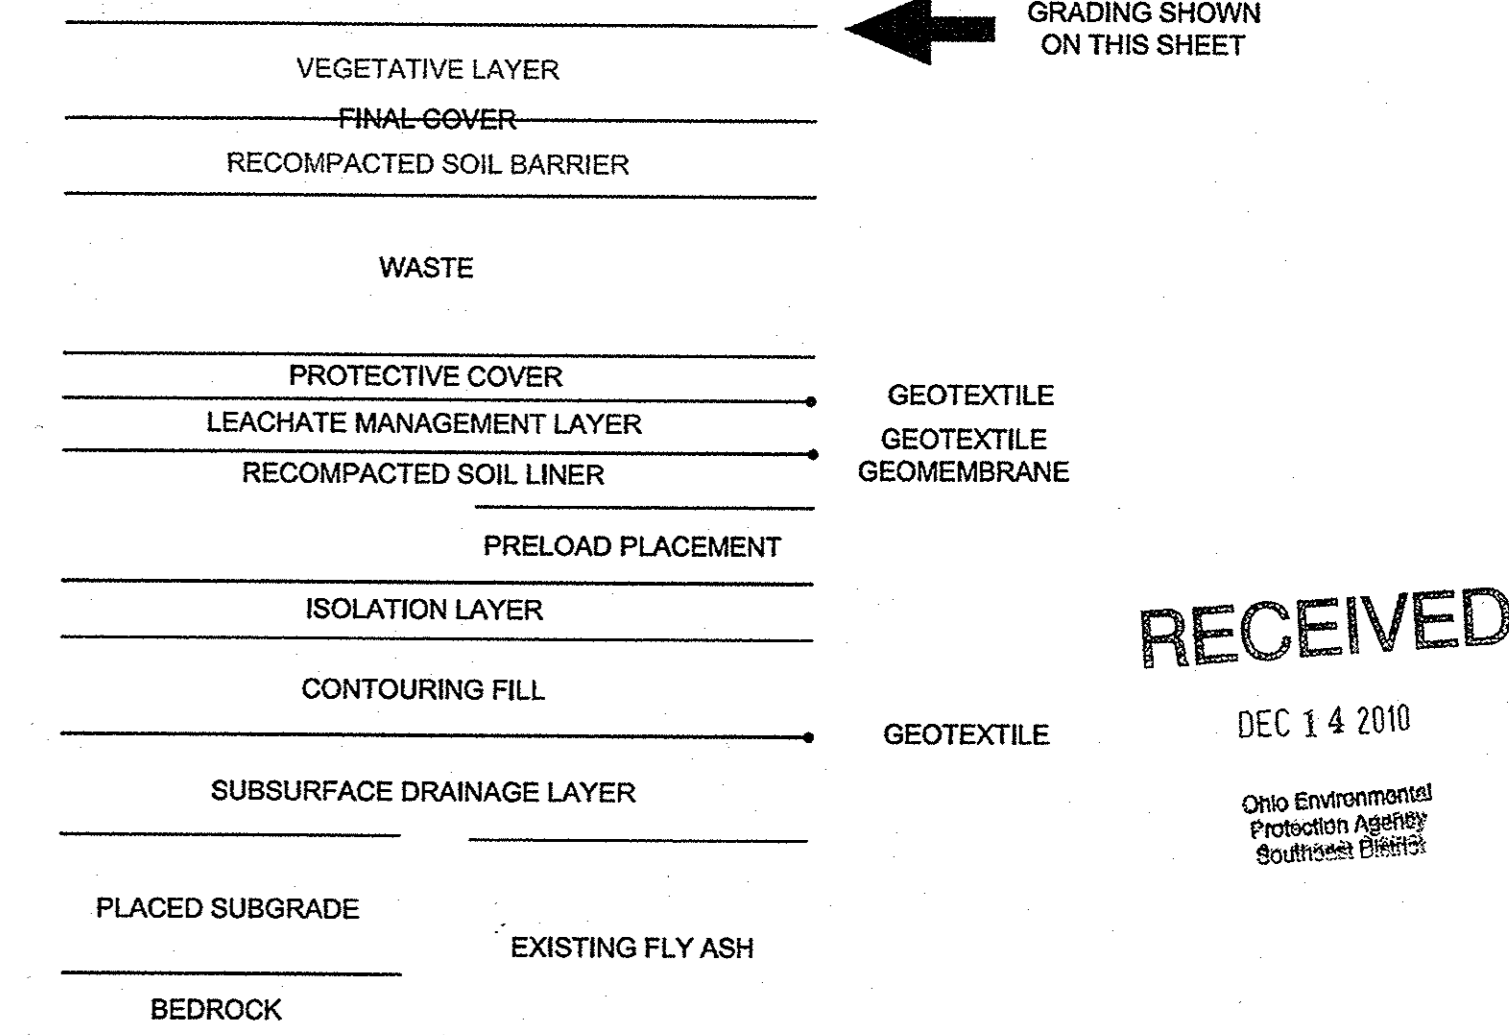 GRADING SHOWN
ON THIS SHEET
VEGETATIVE LAYER
FINAL COVER
RECOMPACTED SOIL BARRIER
WASTE
PROTECTIVE COVER
GEOTEXTILE
LEACHATE MANAGEMENT LAYER
GEOTEXTILE
GEOMEMBRANE
RECOMPACTED SOIL LINER
PRELOAD PLACEMENT
ISOLATION LAYER
CONTOURING FILL
GEOTEXTILE
SUBSURFACE DRAINAGE LAYER
PLACED SUBGRADE
EXISTING FLY ASH
BEDROCK
RECEIVED
DEC 14 2010
Ohio Environmental
Protection Agency
Southeast District